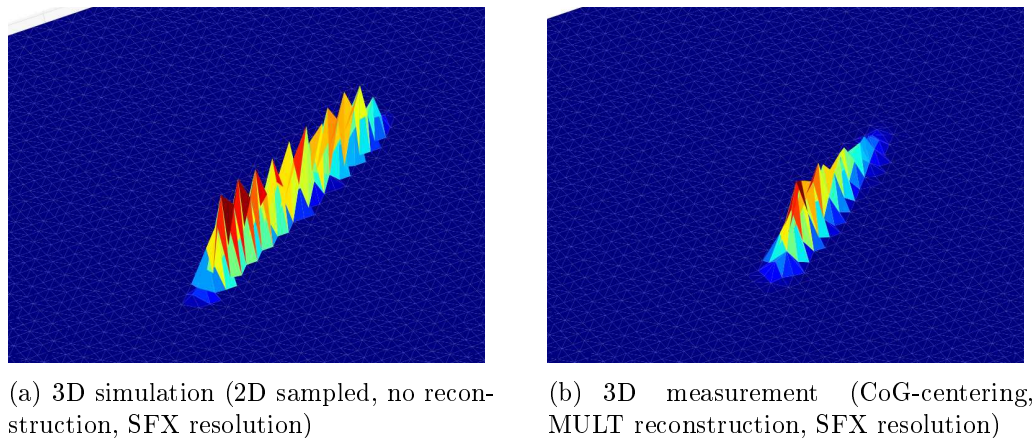 (a) 3D simulation (2D sampled, no recon-
struction, SFX resolution)
(b) 3D measurement (CoG-centering,
MULT reconstruction, SFX resolution)